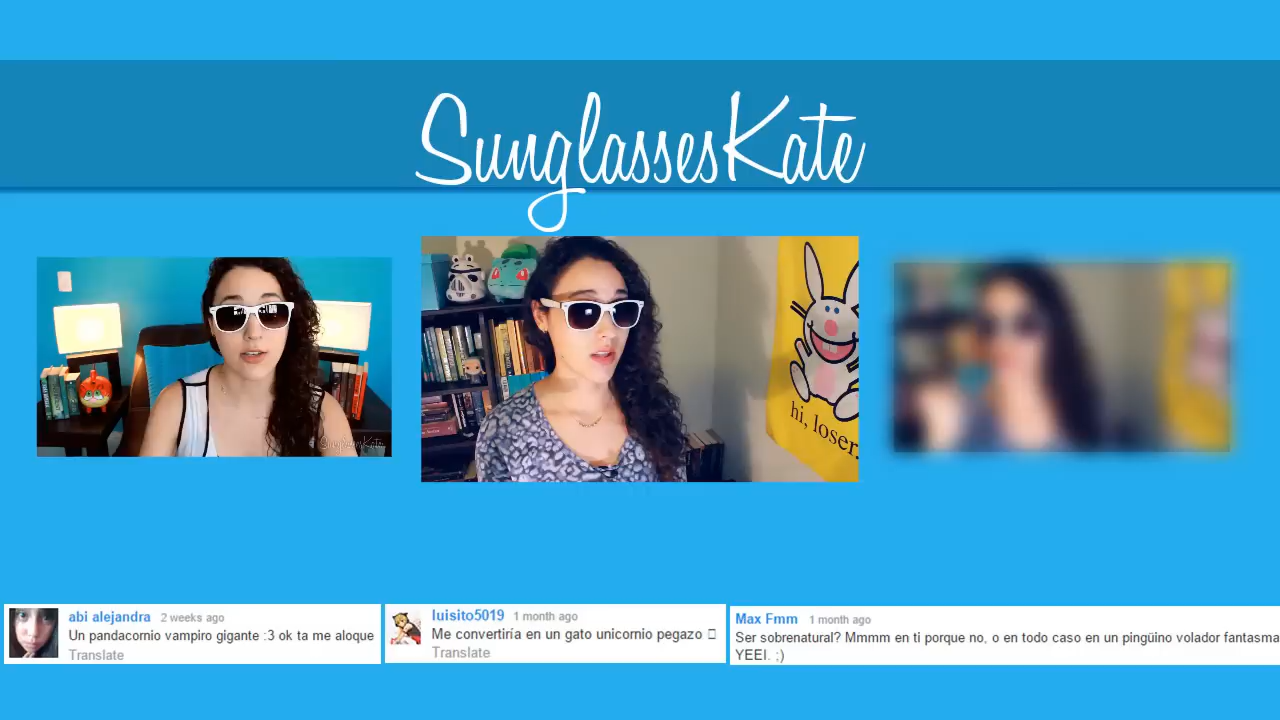 SunglassesKate
hi, loser.
SunglassesKate
abi alejandra 2 weeks ago
Un pandacornio vampiro gigante :3 ok ta me aloque
Translate
luisito5019 1 month ago
Me convertiría en un gato unicornio pegazo
Translate
Max Fmm 1 month ago
Ser sobrenatural? Mmmm en ti porque no, o en todo caso en un pingüino volador fantasma
YEEI. ;)